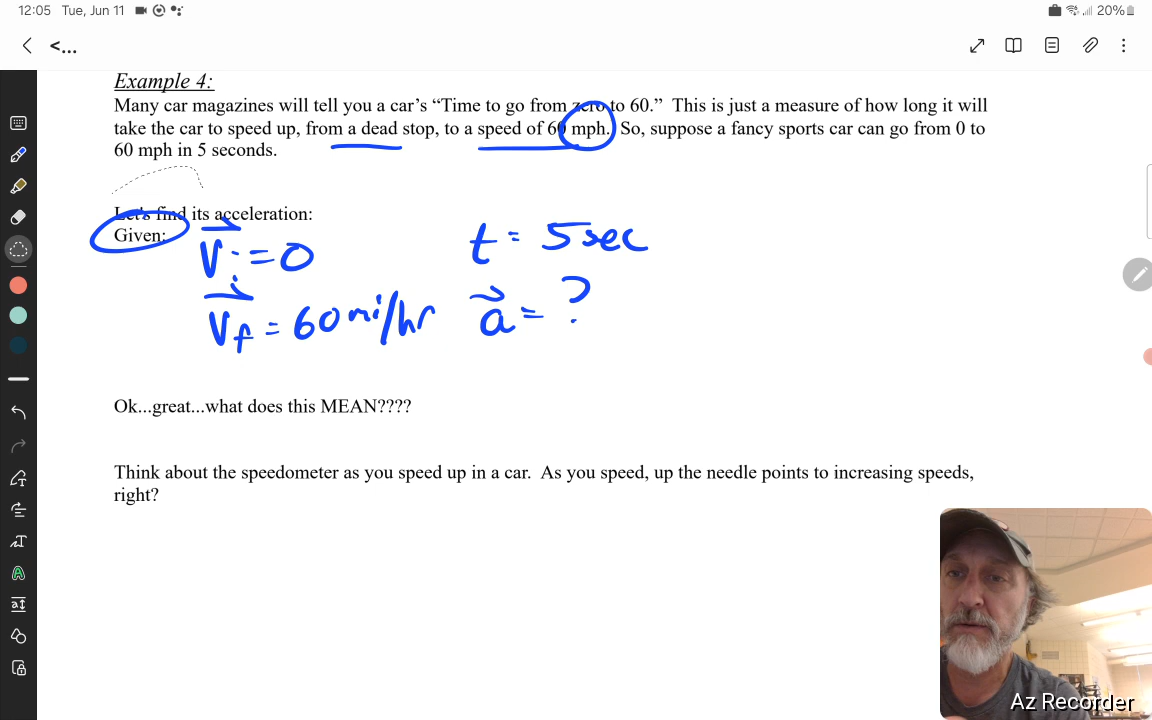 12:05 Tue, Jun 11
20%
<...
Example 4:
Many car magazines will tell you a car's “Time to go from zero to 60.” This is just a measure of how long it will
take the car to speed up, from a dead stop, to a speed of 60 mph. So, suppose a fancy sports car can go from 0 to
60 mph in 5 seconds.
Let's find its acceleration:
Given:
vᵢ = 0
t = 5 sec
v_f = 60 mi/hr
a = ?
Ok...great...what does this MEAN????
Think about the speedometer as you speed up in a car. As you speed, up the needle points to increasing speeds,
right?
Az Recorder